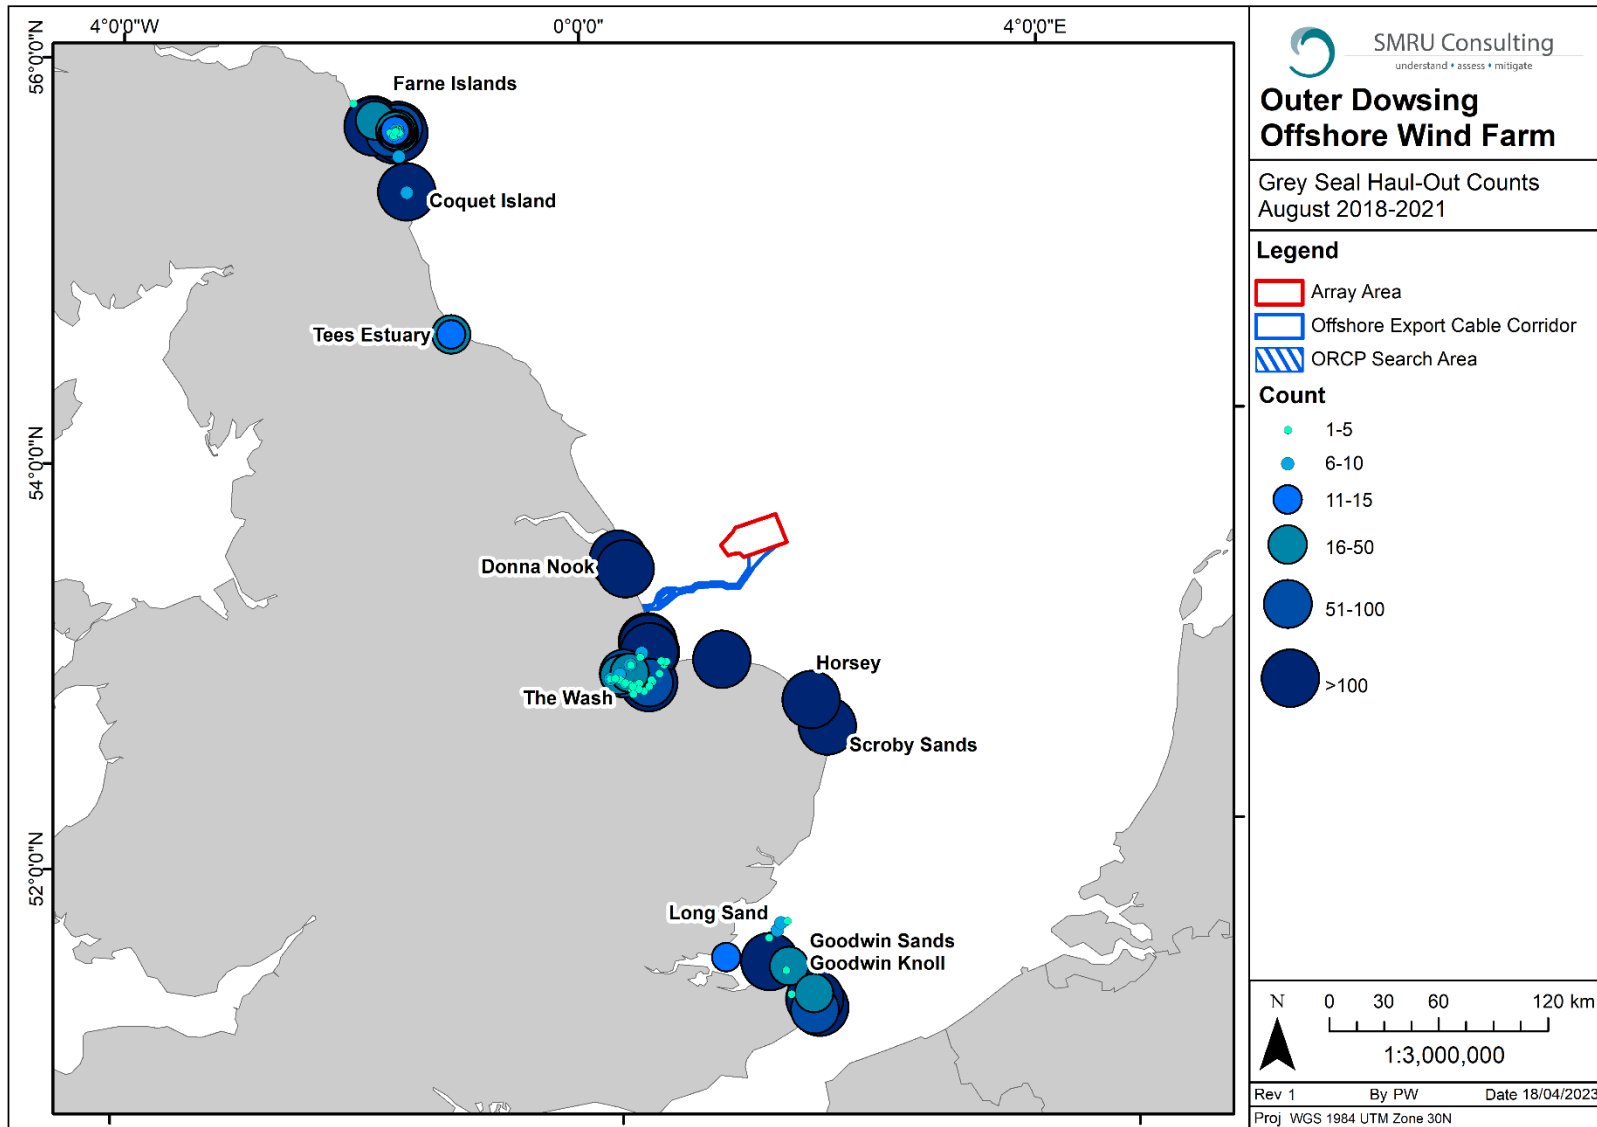 4°0'0"W
0°0'0"
4°0'0"E
56°0'0"N
54°0'0"N
52°0'0"N
Farne Islands
Coquet Island
Tees Estuary
Donna Nook
Horsey
The Wash
Scroby Sands
Long Sand
Goodwin Sands
Goodwin Knoll
SMRU Consulting
understand • assess • mitigate
Outer Dowsing
Offshore Wind Farm
Grey Seal Haul-Out Counts
August 2018-2021
Legend
Array Area
Offshore Export Cable Corridor
ORCP Search Area
Count
1-5
6-10
11-15
16-50
51-100
>100
N
0 30 60 120 km
1:3,000,000
Rev 1 By PW Date 18/04/2023
Proj WGS 1984 UTM Zone 30N